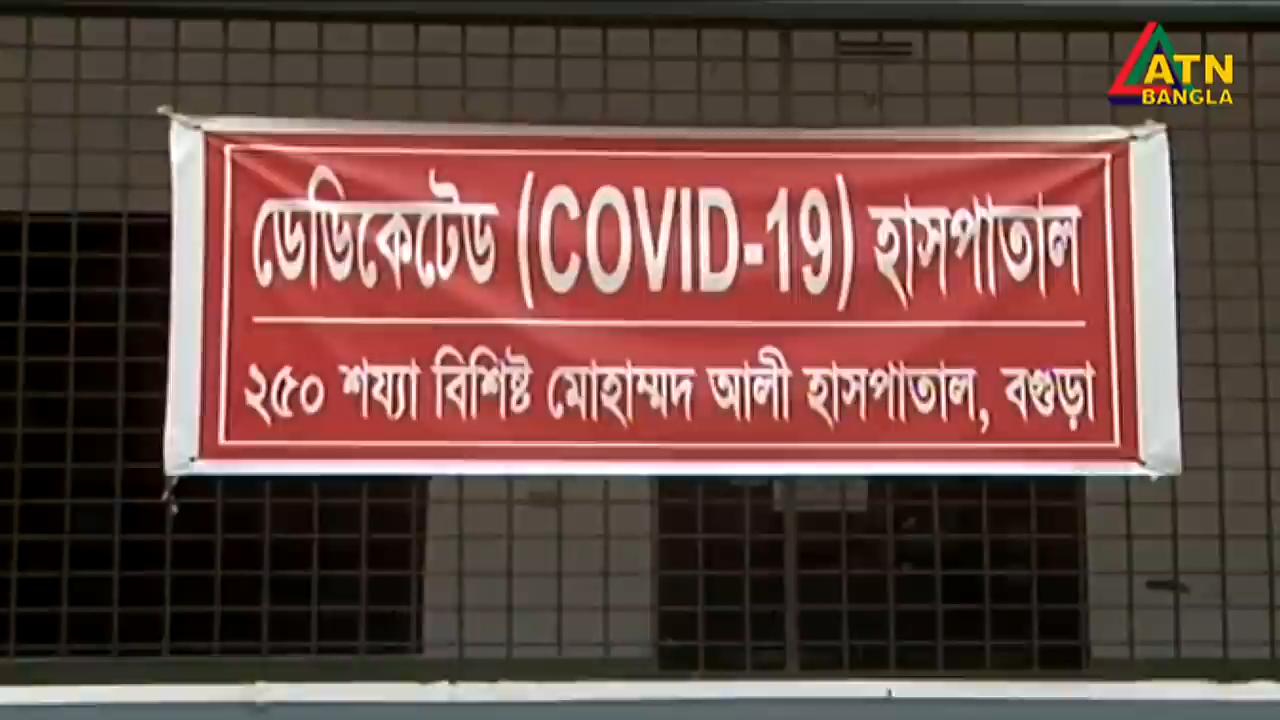 ATN
BANGLA
ডেডিকেটেড (COVID-19) হাসপাতাল
২৫০ শয্যা বিশিষ্ট মোহাম্মদ আলী হাসপাতাল, বগুড়া